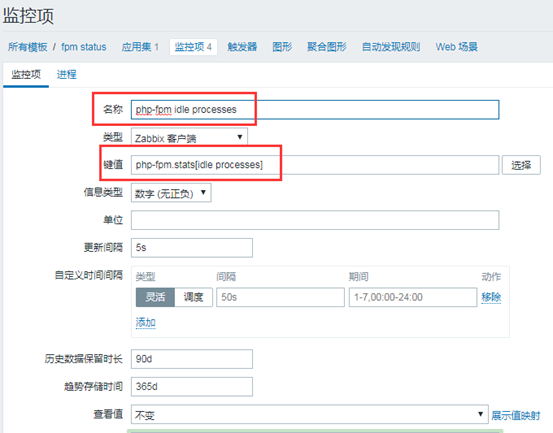 监控项
所有模板 / fpm status 应用集 1 监控项 4 触发器 图形 聚合图形 自动发现规则 Web 场景
监控项 进程
名称 php-fpm idle processes
类型 Zabbix 客户端
键值 php-fpm.stats[idle processes] 选择
信息类型 数字 (无正负)
单位
更新间隔 5s
自定义时间间隔 类型 间隔 期间 动作
灵活 调度 50s 1-7,00:00-24:00 移除
添加
历史数据保留时长 90d
趋势存储时间 365d
查看值 不变 展示值映射